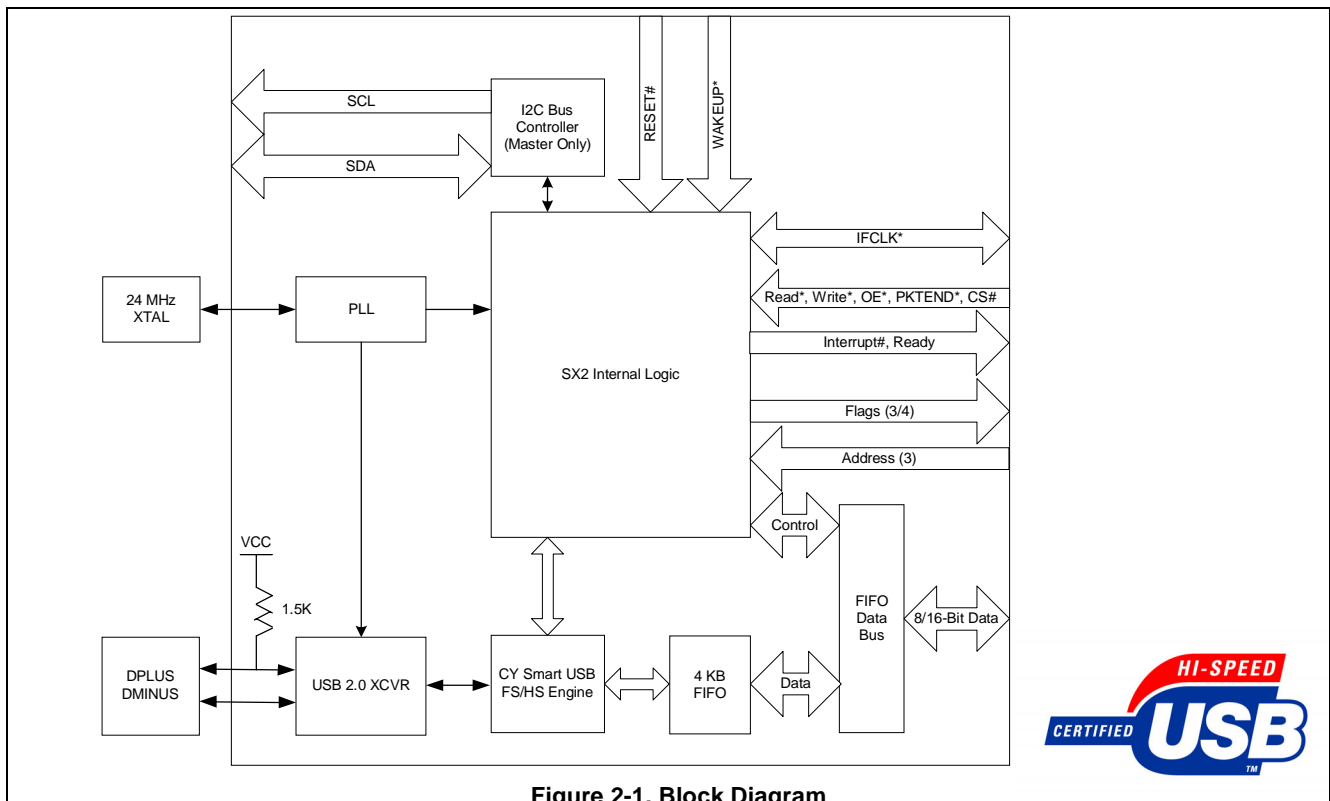 RESET#
WAKEUP*
SCL
I2C Bus
Controller
(Master Only)
SDA
IFCLK*
24 MHz
XTAL
PLL
Read*, Write*, OE*, PKTEND*, CS#
Interrupt#, Ready
SX2 Internal Logic
Flags (3/4)
Address (3)
Control
VCC
1.5K
FIFO
Data
Bus
8/16-Bit Data
DPLUS
DMINUS
USB 2.0 XCVR
CY Smart USB
FS/HS Engine
4 KB
FIFO
Data
HI-SPEED
CERTIFIED
USB
TM
Figure 2-1. Block Diagram